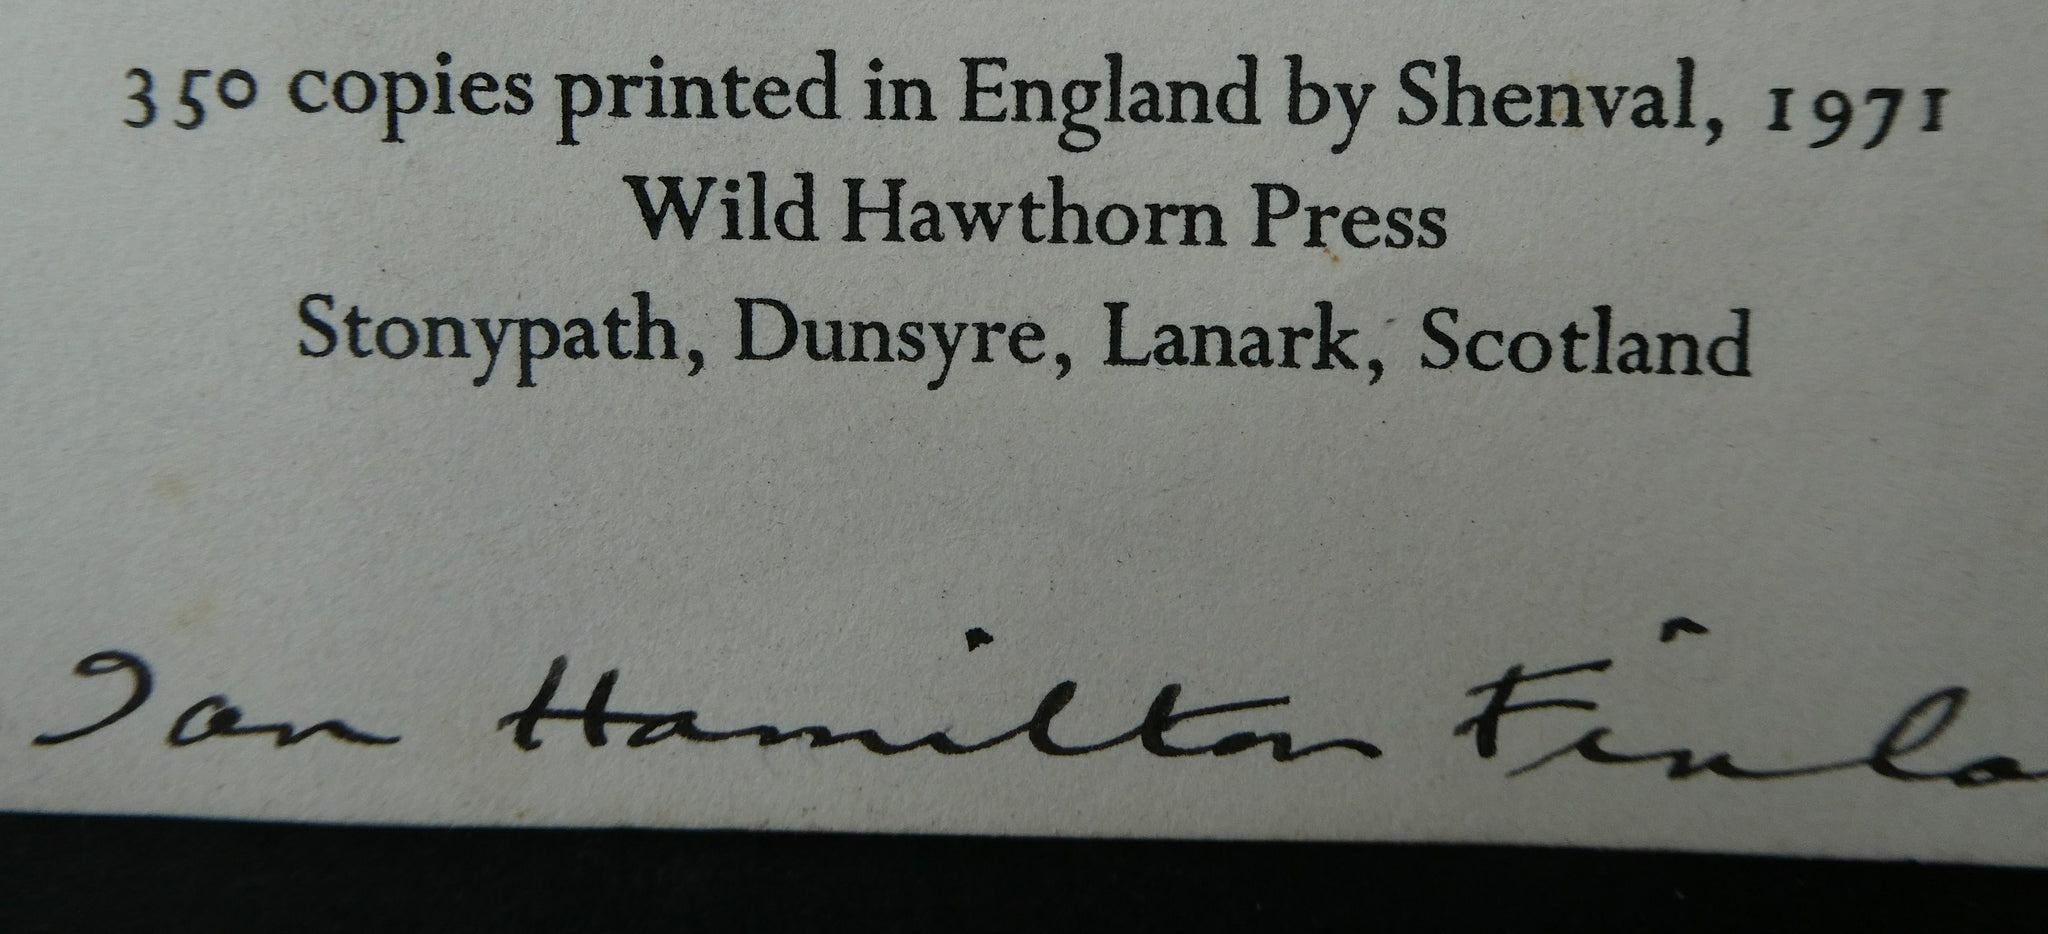 350 copies printed in England by Shenval, 1971
Wild Hawthorn Press
Stonypath, Dunsyre, Lanark, Scotland
Ian Hamilton Finla